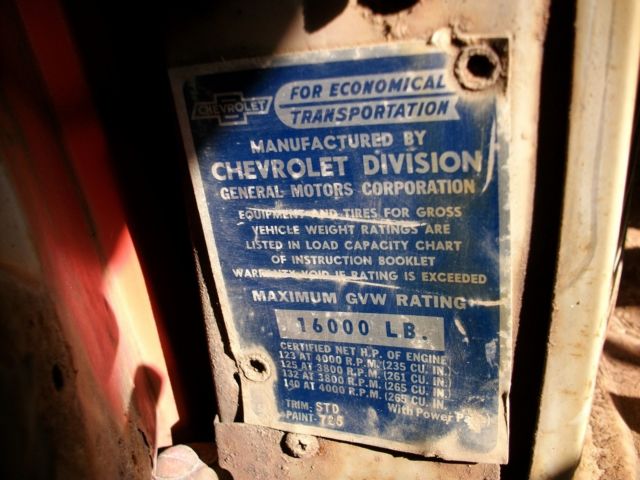 CHEVROLET
FOR ECONOMICAL
TRANSPORTATION
MANUFACTURED BY
CHEVROLET DIVISION
GENERAL MOTORS CORPORATION
EQUIPMENT AND TIRES FOR GROSS
VEHICLE WEIGHT RATINGS ARE
LISTED IN LOAD CAPACITY CHART
OF INSTRUCTION BOOKLET
WARRANTY VOID IF RATING IS EXCEEDED
MAXIMUM GVW RATING
16000 LB.
CERTIFIED NET H.P. OF ENGINE
123 AT 4000 R.P.M. (235 CU. IN.)
125 AT 3800 R.P.M. (261 CU. IN.)
132 AT 3800 R.P.M. (265 CU. IN.)
140 AT 4000 R.P.M. (265 CU. IN.
With Power
TRIM-STD
PAINT-725